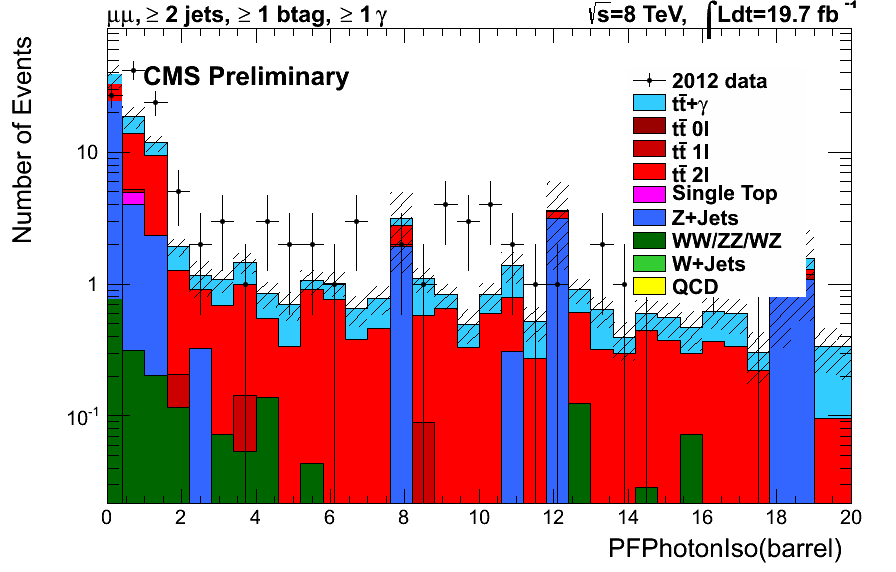 μμ, ≥ 2 jets, ≥ 1 btag, ≥ 1 γ
√s=8 TeV, ∫Ldt=19.7 fb⁻¹
CMS Preliminary
Number of Events
10
1
10⁻¹
2012 data
tt̄+γ
tt̄ 0l
tt̄ 1l
tt̄ 2l
Single Top
Z+Jets
WW/ZZ/WZ
W+Jets
QCD
0 2 4 6 8 10 12 14 16 18 20
PFPhotonIso(barrel)